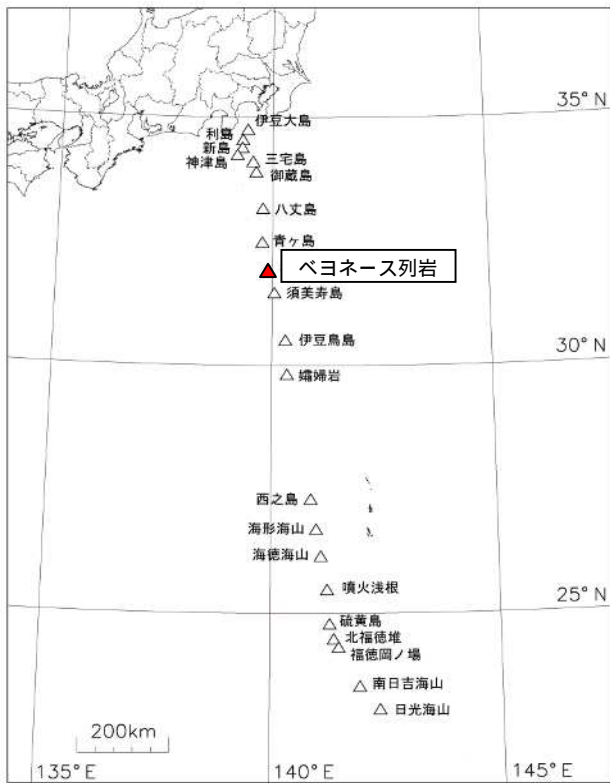 35°N
伊豆大島
利島
新島
神津島
三宅島
御蔵島
八丈島
青ヶ島
ベヨネース列岩
須美寿島
伊豆鳥島
30°N
孀婦岩
西之島
海形海山
海徳海山
噴火浅根
25°N
硫黄島
北福徳堆
福徳岡ノ場
南日吉海山
日光海山
200km
135°E
140°E
145°E